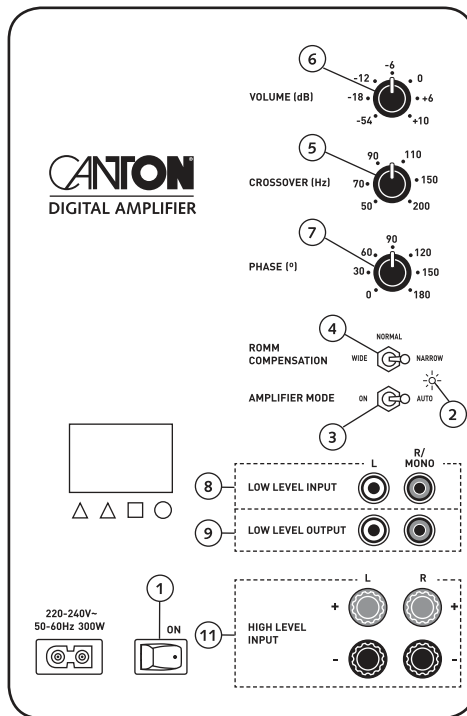 6
-6
-12 0
VOLUME (dB) -18 +6
-54 +10
5
90 110
CROSSOVER (Hz) 70 150
50 200
CANTON
DIGITAL AMPLIFIER
7
90
60 120
PHASE (º) 30 150
0 180
4
NORMAL
ROMM
COMPENSATION
WIDE NARROW
AMPLIFIER MODE ON AUTO
3 2
L R/
MONO
8 LOW LEVEL INPUT
9 LOW LEVEL OUTPUT
1
220-240V~
50-60Hz 300W
ON
L R
+ +
11 HIGH LEVEL
INPUT
- -